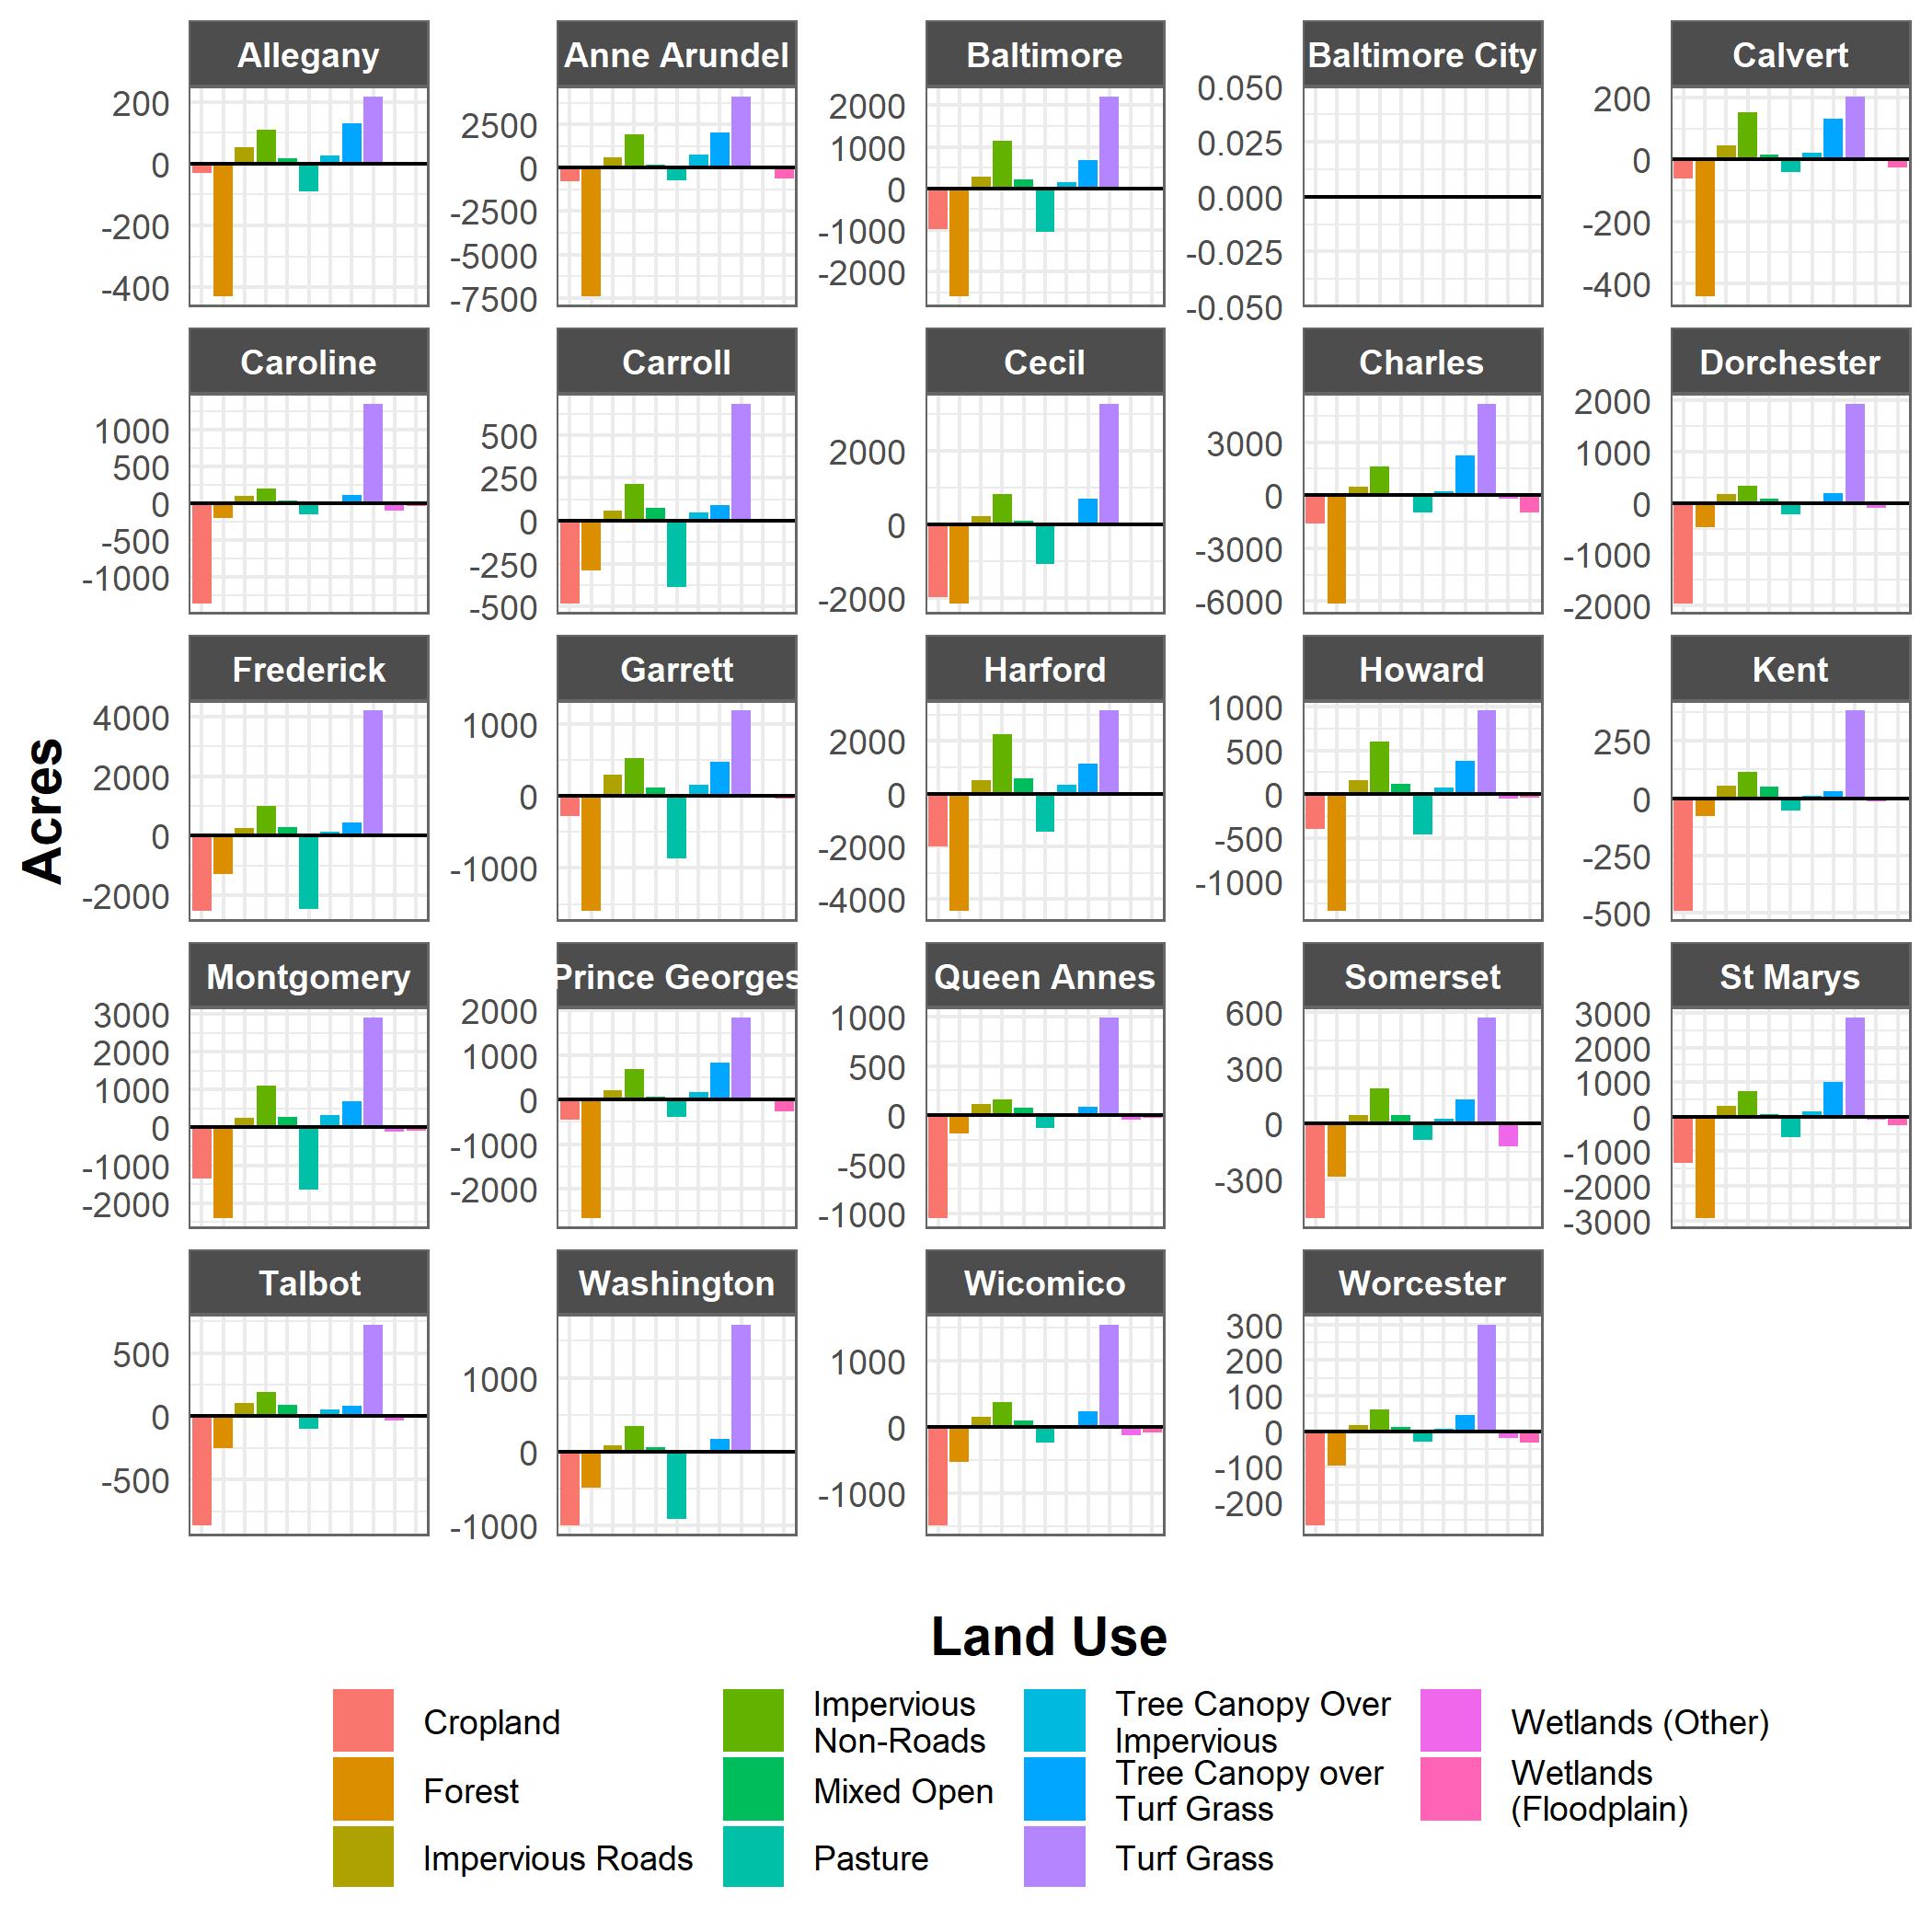 Allegany
Anne Arundel
Baltimore
Baltimore City
Calvert
200
0
-200
-400
2500
0
-2500
-5000
-7500
2000
1000
0
-1000
-2000
0.050
0.025
0.000
-0.025
-0.050
200
0
-200
-400
Caroline
Carroll
Cecil
Charles
Dorchester
1000
500
0
-500
-1000
500
250
0
-250
-500
2000
0
-2000
3000
0
-3000
-6000
2000
1000
0
-1000
-2000
Frederick
Garrett
Harford
Howard
Kent
4000
2000
0
-2000
1000
0
-1000
2000
0
-2000
-4000
1000
500
0
-500
-1000
250
0
-250
-500
Acres
Montgomery
Prince Georges
Queen Annes
Somerset
St Marys
3000
2000
1000
0
-1000
-2000
2000
1000
0
-1000
-2000
1000
500
0
-500
-1000
600
300
0
-300
3000
2000
1000
0
-1000
-2000
-3000
Talbot
Washington
Wicomico
Worcester
500
0
-500
1000
0
-1000
1000
0
-1000
300
200
100
0
-100
-200
Land Use
Cropland
Forest
Impervious Roads
Impervious
Non-Roads
Mixed Open
Pasture
Tree Canopy Over
Impervious
Tree Canopy over
Turf Grass
Turf Grass
Wetlands (Other)
Wetlands
(Floodplain)